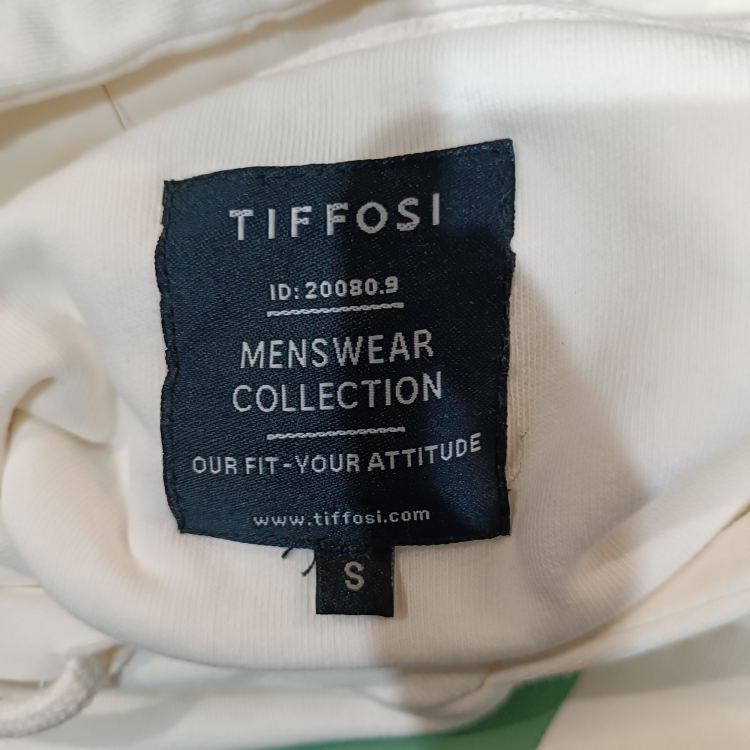 TIFFOSI
ID: 20080.9
MENSWEAR
COLLECTION
OUR FIT-YOUR ATTITUDE
www.tiffosi.com
S